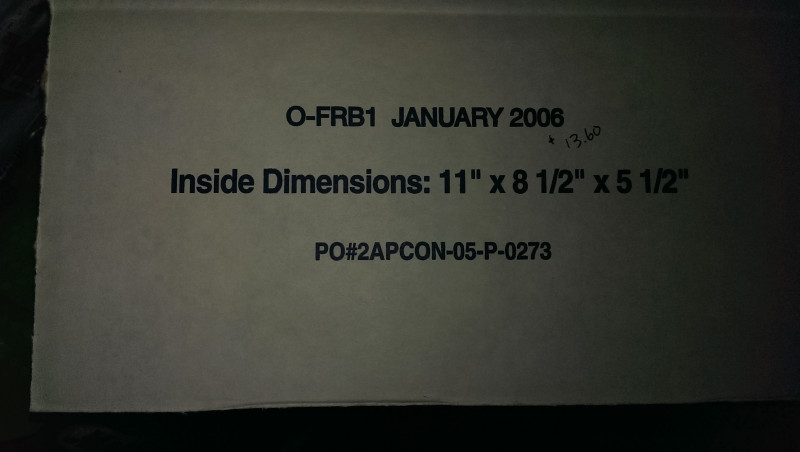 O-FRB1 JANUARY 2006
+ 13.60
Inside Dimensions: 11" x 8 1/2" x 5 1/2"
PO#2APCON-05-P-0273